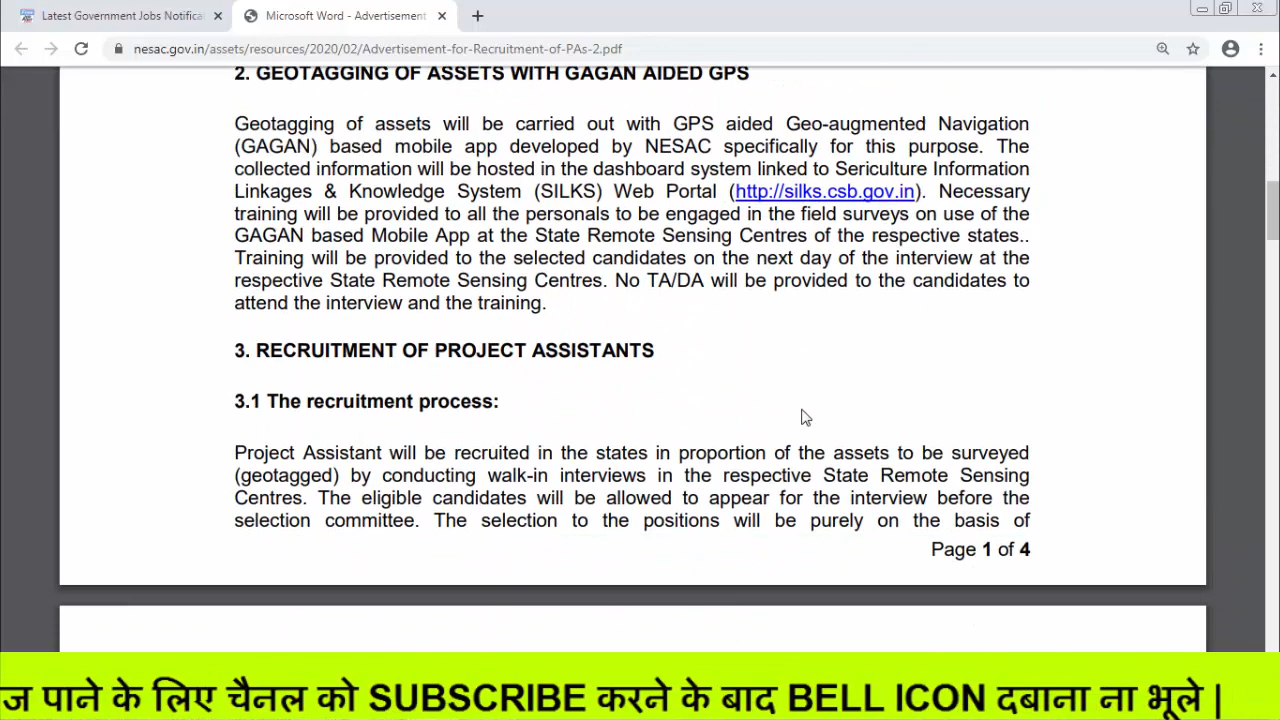 Latest Government Jobs Notifica
Microsoft Word - Advertisement
nesac.gov.in/assets/resources/2020/02/Advertisement-for-Recruitment-of-PAs-2.pdf
2. GEOTAGGING OF ASSETS WITH GAGAN AIDED GPS
Geotagging of assets will be carried out with GPS aided Geo-augmented Navigation
(GAGAN) based mobile app developed by NESAC specifically for this purpose. The
collected information will be hosted in the dashboard system linked to Sericulture Information
Linkages & Knowledge System (SILKS) Web Portal (http://silks.csb.gov.in). Necessary
training will be provided to all the personals to be engaged in the field surveys on use of the
GAGAN based Mobile App at the State Remote Sensing Centres of the respective states..
Training will be provided to the selected candidates on the next day of the interview at the
respective State Remote Sensing Centres. No TA/DA will be provided to the candidates to
attend the interview and the training.
3. RECRUITMENT OF PROJECT ASSISTANTS
3.1 The recruitment process:
Project Assistant will be recruited in the states in proportion of the assets to be surveyed
(geotagged) by conducting walk-in interviews in the respective State Remote Sensing
Centres. The eligible candidates will be allowed to appear for the interview before the
selection committee. The selection to the positions will be purely on the basis of
Page 1 of 4
ज पाने के लिए चैनल को SUBSCRIBE करने के बाद BELL ICON दबाना ना भूले |